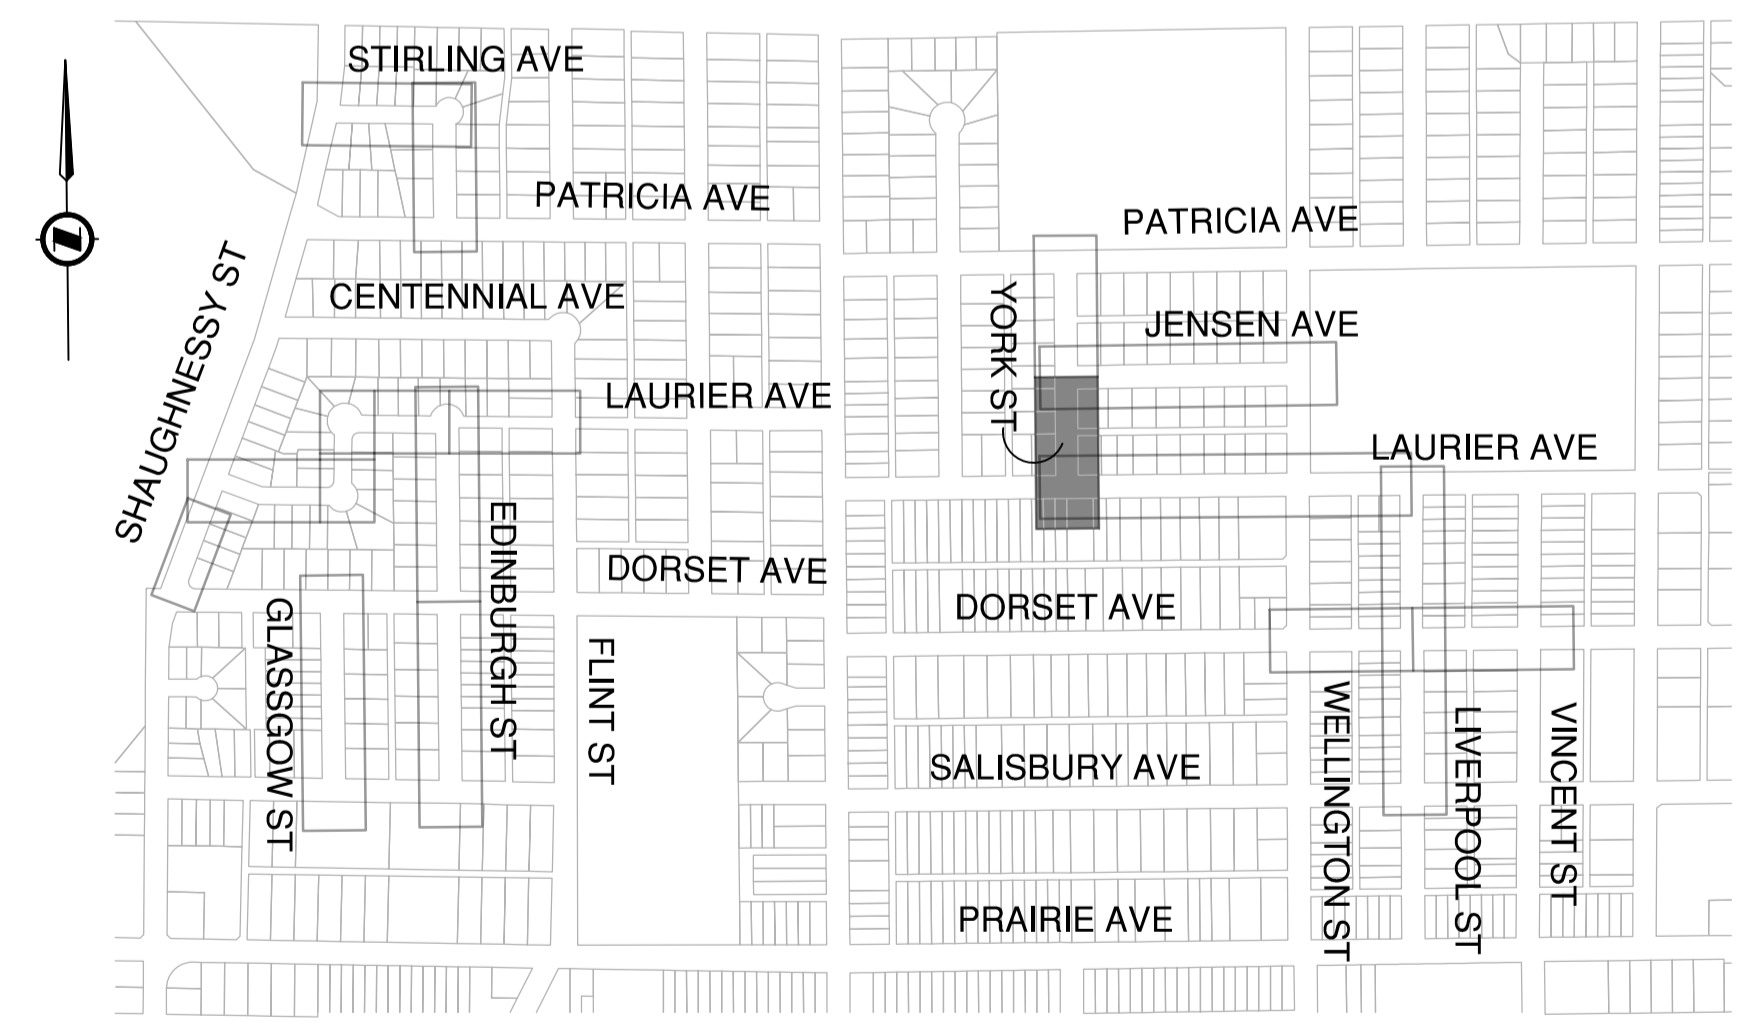 STIRLING AVE
PATRICIA AVE
PATRICIA AVE
SHAUGHNESSY ST
CENTENNIAL AVE
YORK ST
JENSEN AVE
LAURIER AVE
LAURIER AVE
EDINBURGH ST
DORSET AVE
DORSET AVE
GLASSGOW ST
FLINT ST
WELLINGTON ST
LIVERPOOL ST
VINCENT ST
SALISBURY AVE
PRAIRIE AVE